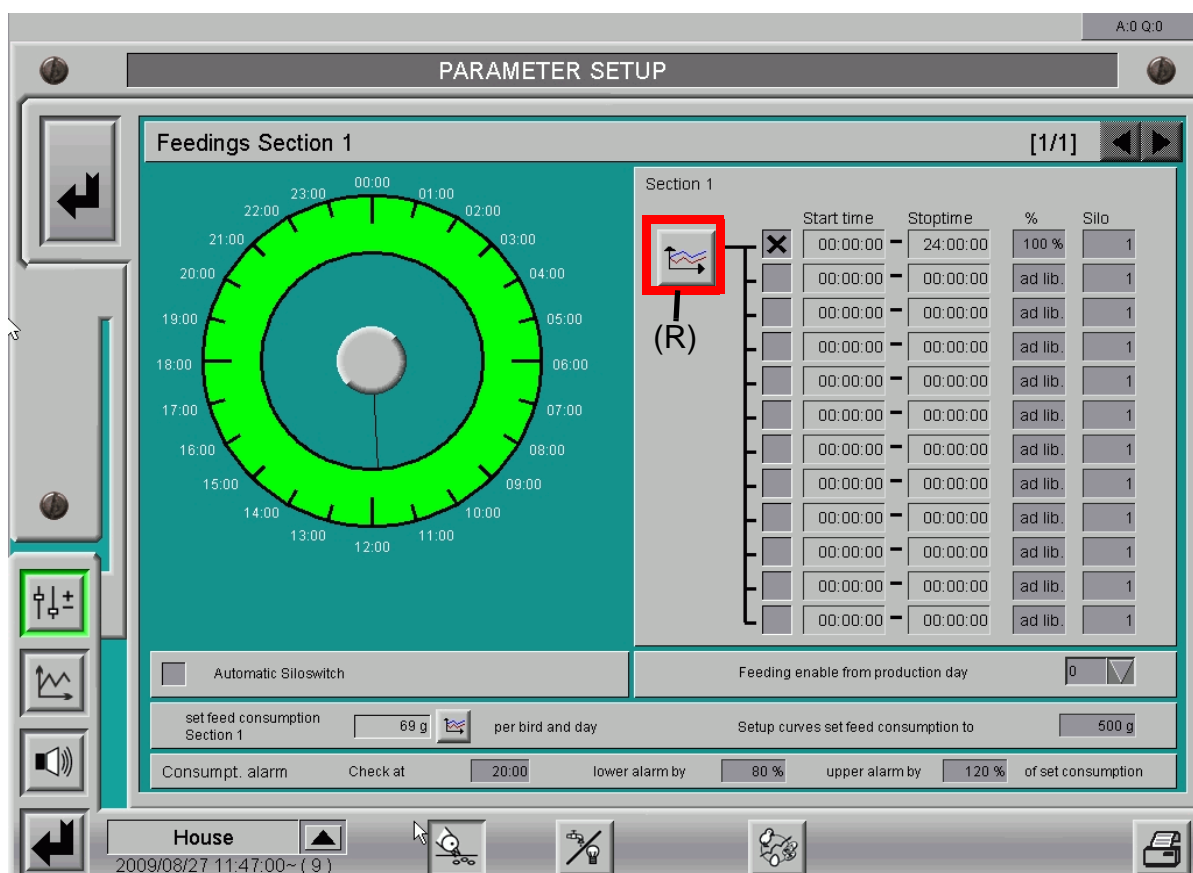 A:0 Q:0
PARAMETER SETUP
Feedings Section 1 [1/1]
00:00
01:00
02:00
03:00
04:00
05:00
06:00
07:00
08:00
09:00
10:00
11:00
12:00
13:00
14:00
15:00
16:00
17:00
18:00
19:00
20:00
21:00
22:00
23:00
Section 1
Start time Stoptime % Silo
00:00:00 - 24:00:00 100 % 1
00:00:00 - 00:00:00 ad lib. 1
00:00:00 - 00:00:00 ad lib. 1
00:00:00 - 00:00:00 ad lib. 1
00:00:00 - 00:00:00 ad lib. 1
00:00:00 - 00:00:00 ad lib. 1
00:00:00 - 00:00:00 ad lib. 1
00:00:00 - 00:00:00 ad lib. 1
00:00:00 - 00:00:00 ad lib. 1
00:00:00 - 00:00:00 ad lib. 1
00:00:00 - 00:00:00 ad lib. 1
00:00:00 - 00:00:00 ad lib. 1
(R)
Automatic Siloswitch
Feeding enable from production day 0
set feed consumption
Section 1
69 g per bird and day
Setup curves set feed consumption to 500 g
Consumpt. alarm Check at 20:00 lower alarm by 80 % upper alarm by 120 % of set consumption
House
2009/08/27 11:47:00~ ( 9 )